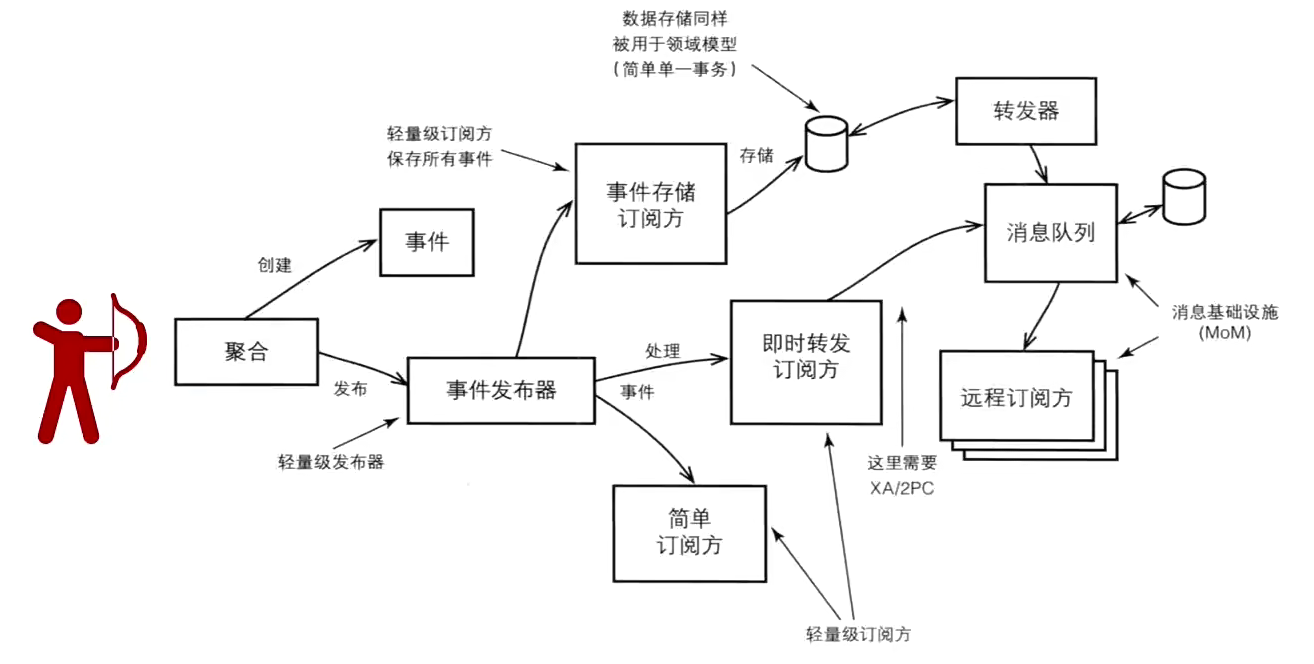 数据存储同样
被用于领域模型
（简单单一事务）
转发器
轻量级订阅方
保存所有事件
存储
事件存储
订阅方
事件
消息队列
创建
聚合
发布
事件发布器
处理
事件
即时转发
订阅方
消息基础设施
(MoM)
远程订阅方
轻量级发布器
这里需要
XA/2PC
简单
订阅方
轻量级订阅方